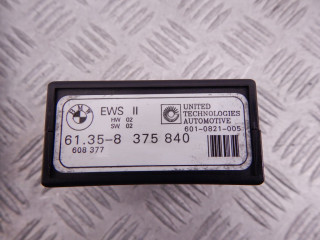 BMW
EWS II
HW 02
SW 02
UNITED
TECHNOLOGIES
AUTOMOTIVE
601-0821-005
61.35-8 375 840
608 377